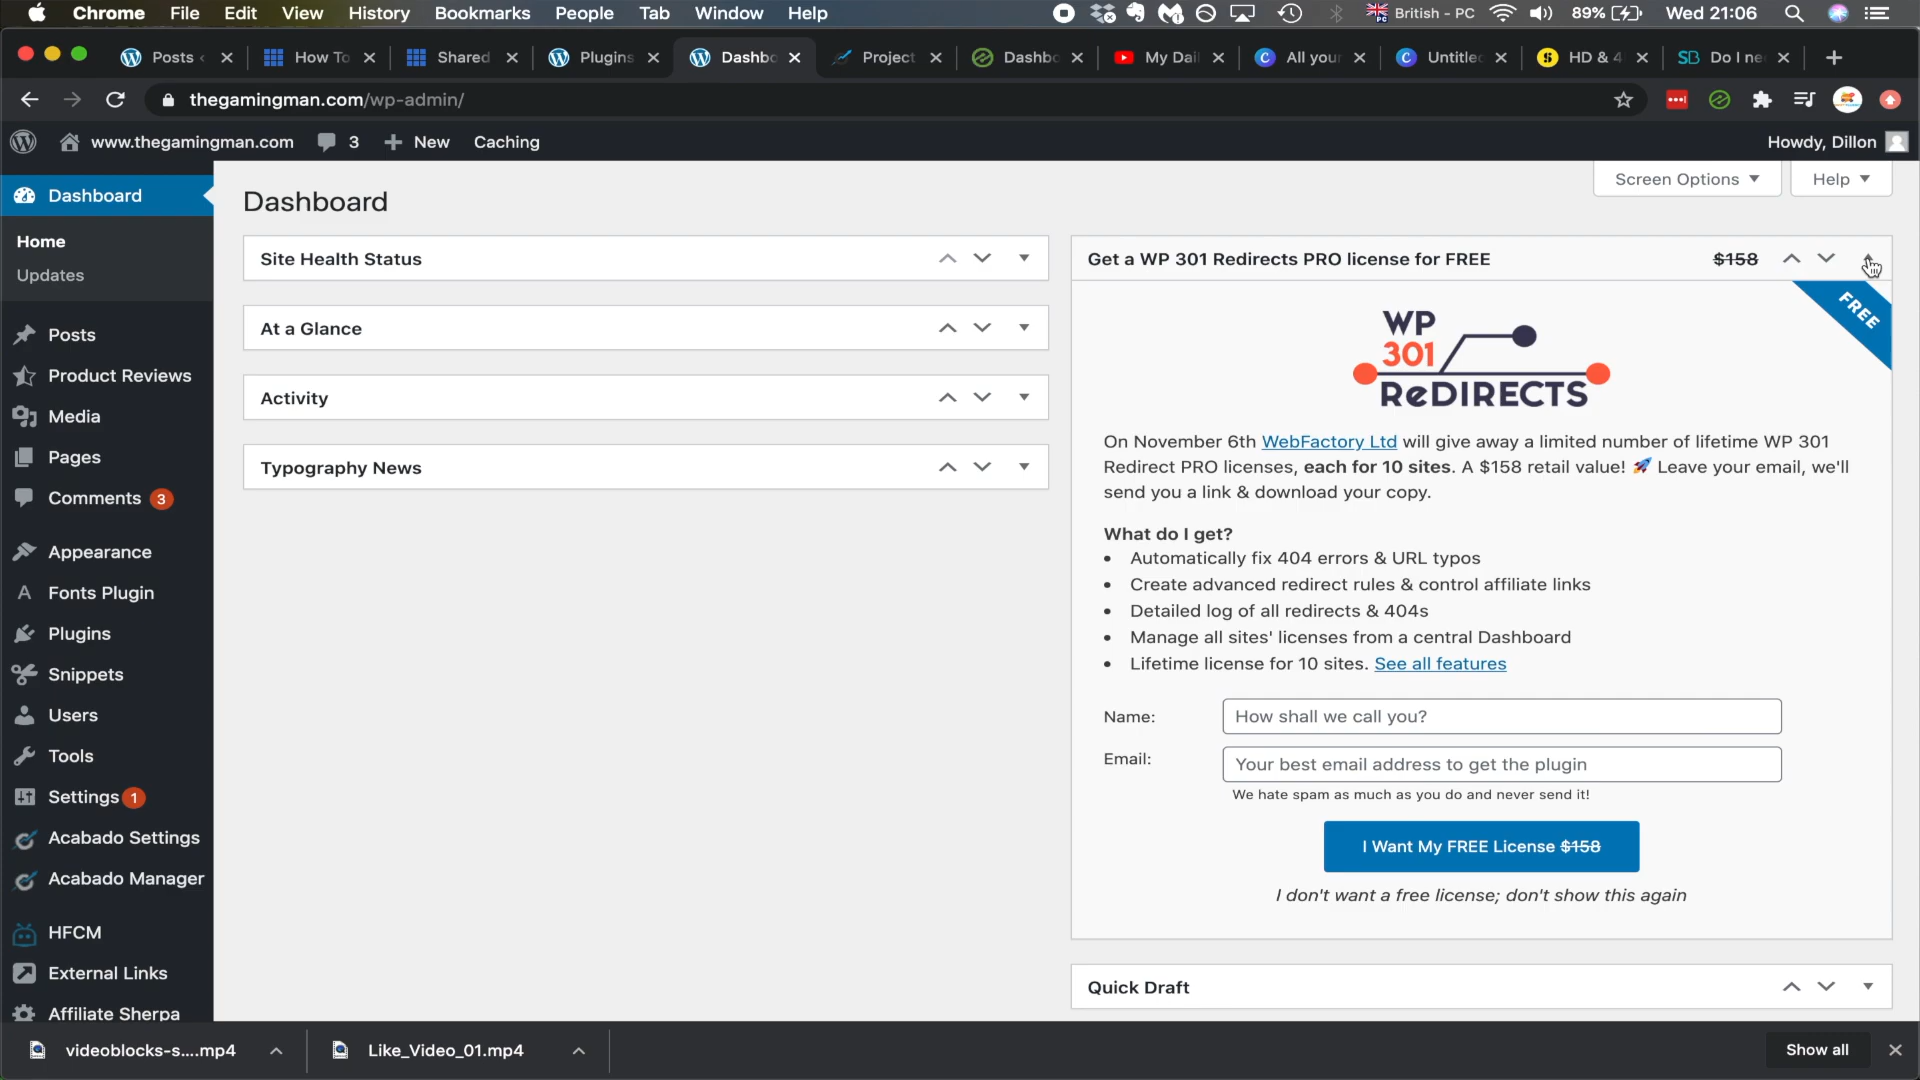 Chrome File Edit View History Bookmarks People Tab Window Help British - PC 89% Wed 21:06
Posts How To Shared Plugins Dashbo Project Dashbo My Dail All your Untitled HD & 4 Do I ne
thegamingman.com/wp-admin/
www.thegamingman.com 3 New Caching Howdy, Dillon
Screen Options Help
Dashboard
Home
Updates
Posts
Product Reviews
Media
Pages
Comments 3
Appearance
Fonts Plugin
Plugins
Snippets
Users
Tools
Settings 1
Acabado Settings
Acabado Manager
HFCM
External Links
Affiliate Sherpa
Dashboard
Site Health Status
At a Glance
Activity
Typography News
Get a WP 301 Redirects PRO license for FREE $158
FREE
WP
301
ReDIRECTS
On November 6th WebFactory Ltd will give away a limited number of lifetime WP 301
Redirect PRO licenses, each for 10 sites. A $158 retail value! 🚀 Leave your email, we'll
send you a link & download your copy.
What do I get?
• Automatically fix 404 errors & URL typos
• Create advanced redirect rules & control affiliate links
• Detailed log of all redirects & 404s
• Manage all sites' licenses from a central Dashboard
• Lifetime license for 10 sites. See all features
Name: How shall we call you?
Email: Your best email address to get the plugin
We hate spam as much as you do and never send it!
I Want My FREE License $158
I don't want a free license; don't show this again
Quick Draft
videoblocks-s....mp4 Like_Video_01.mp4 Show all